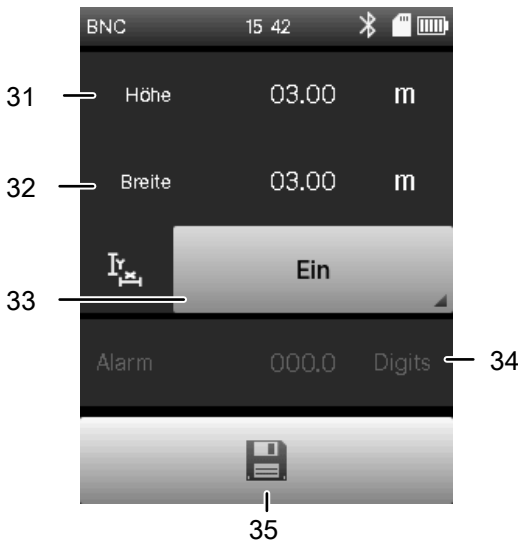 BNC 15 42
31 Höhe 03.00 m
32 Breite 03.00 m
Y
x
Ein
33
Alarm 000.0 Digits 34
35